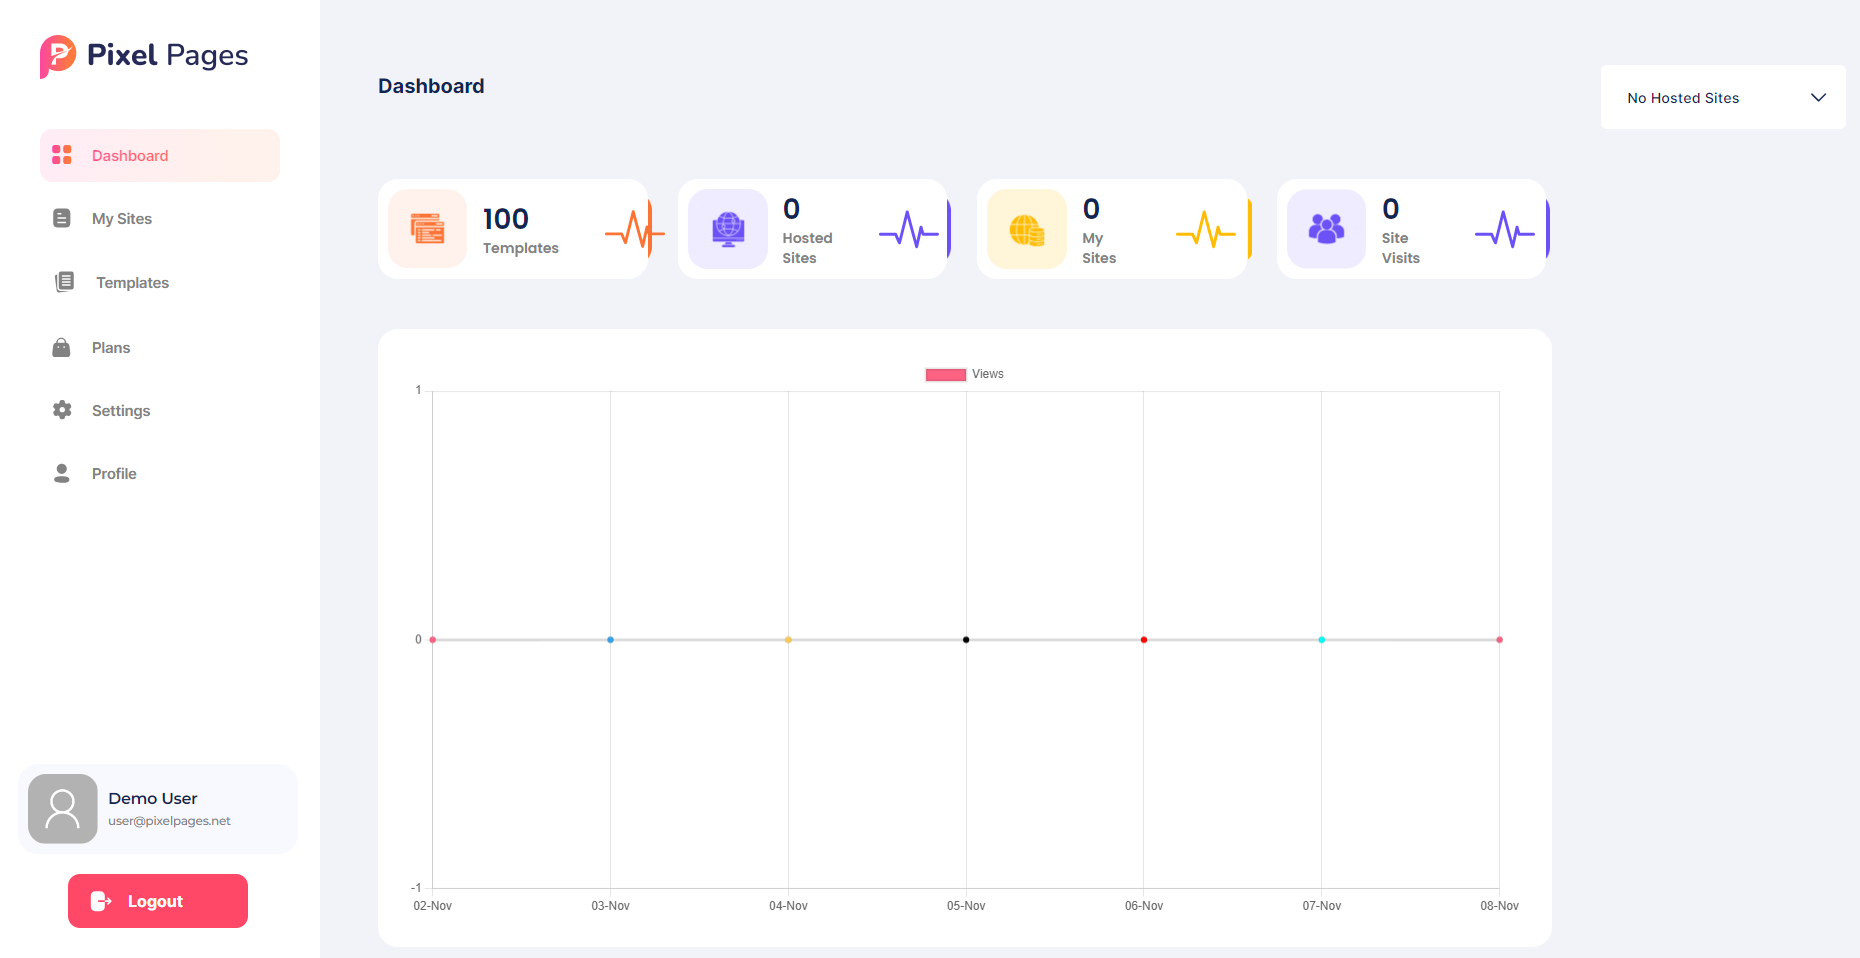 Pixel Pages
Dashboard
My Sites
Templates
Plans
Settings
Profile
Demo User
user@pixelpages.net
Logout
Dashboard
No Hosted Sites
100
Templates
0
Hosted
Sites
0
My
Sites
0
Site
Visits
Views
1
0
-1
02-Nov
03-Nov
04-Nov
05-Nov
06-Nov
07-Nov
08-Nov